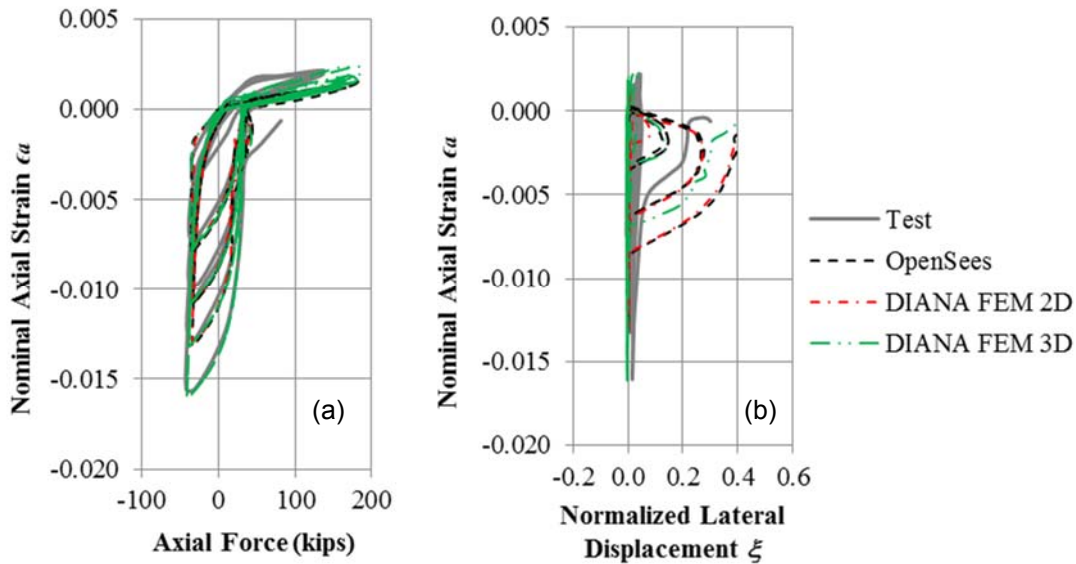 0.005
0.000
-0.005
-0.010
-0.015
-0.020
-100
0
100
200
Nominal Axial Strain ϵa
Axial Force (kips)
(a)
0.005
0.000
-0.005
-0.010
-0.015
-0.020
-0.2
0.0
0.2
0.4
0.6
Nominal Axial Strain ϵa
Normalized Lateral
Displacement ξ
(b)
Test
OpenSees
DIANA FEM 2D
DIANA FEM 3D